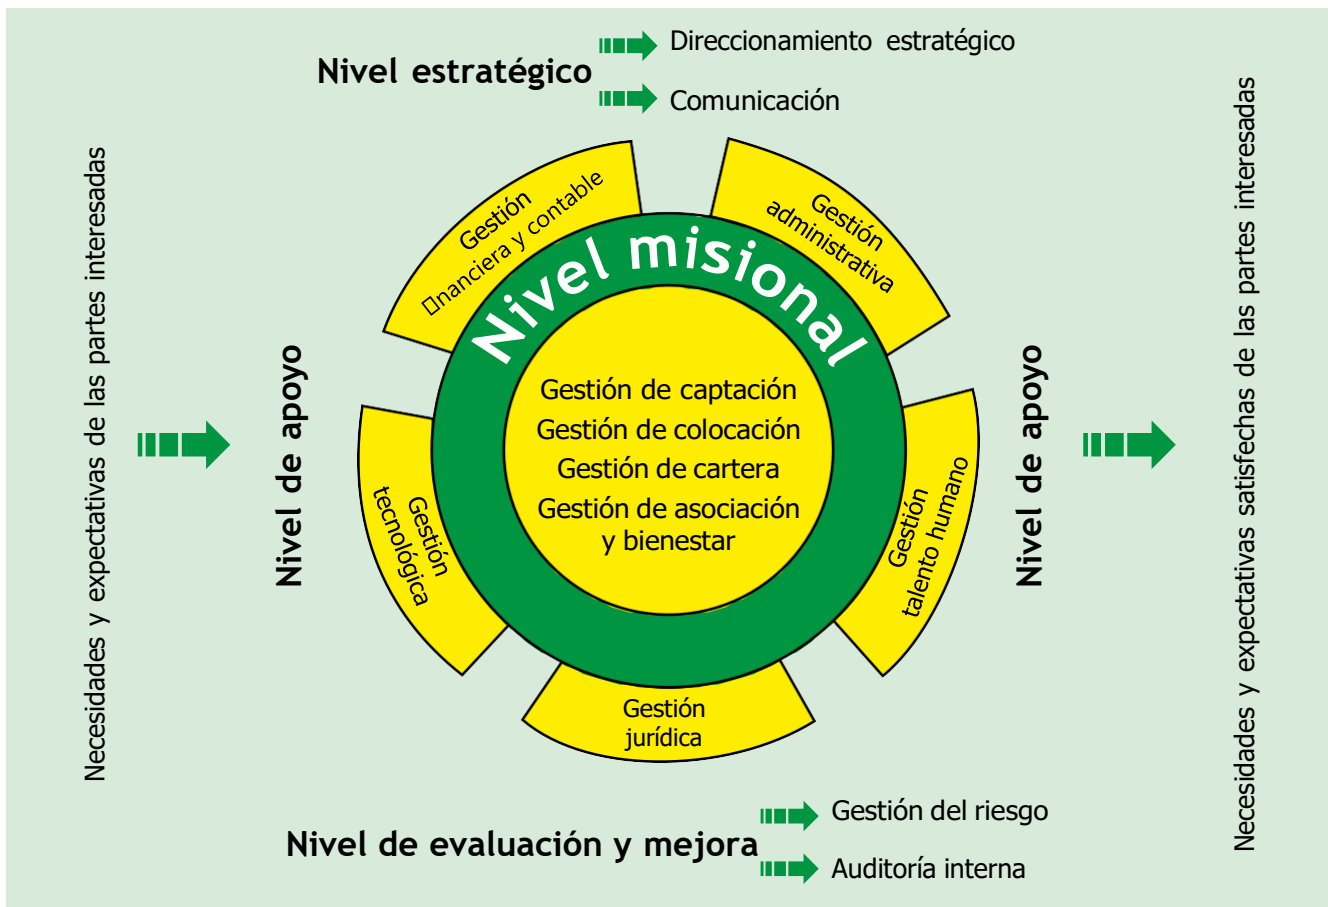 Nivel estratégico
Direccionamiento estratégico
Comunicación
Necesidades y expectativas de las partes interesadas
Nivel de apoyo
Gestión
□nanciera y contable
Gestión
administrativa
Nivel misional
Gestión de captación
Gestión de colocación
Gestión de cartera
Gestión de asociación
y bienestar
Gestión
tecnológica
Gestión
talento humano
Gestión
jurídica
Nivel de apoyo
Necesidades y expectativas satisfechas de las partes interesadas
Nivel de evaluación y mejora
Gestión del riesgo
Auditoría interna